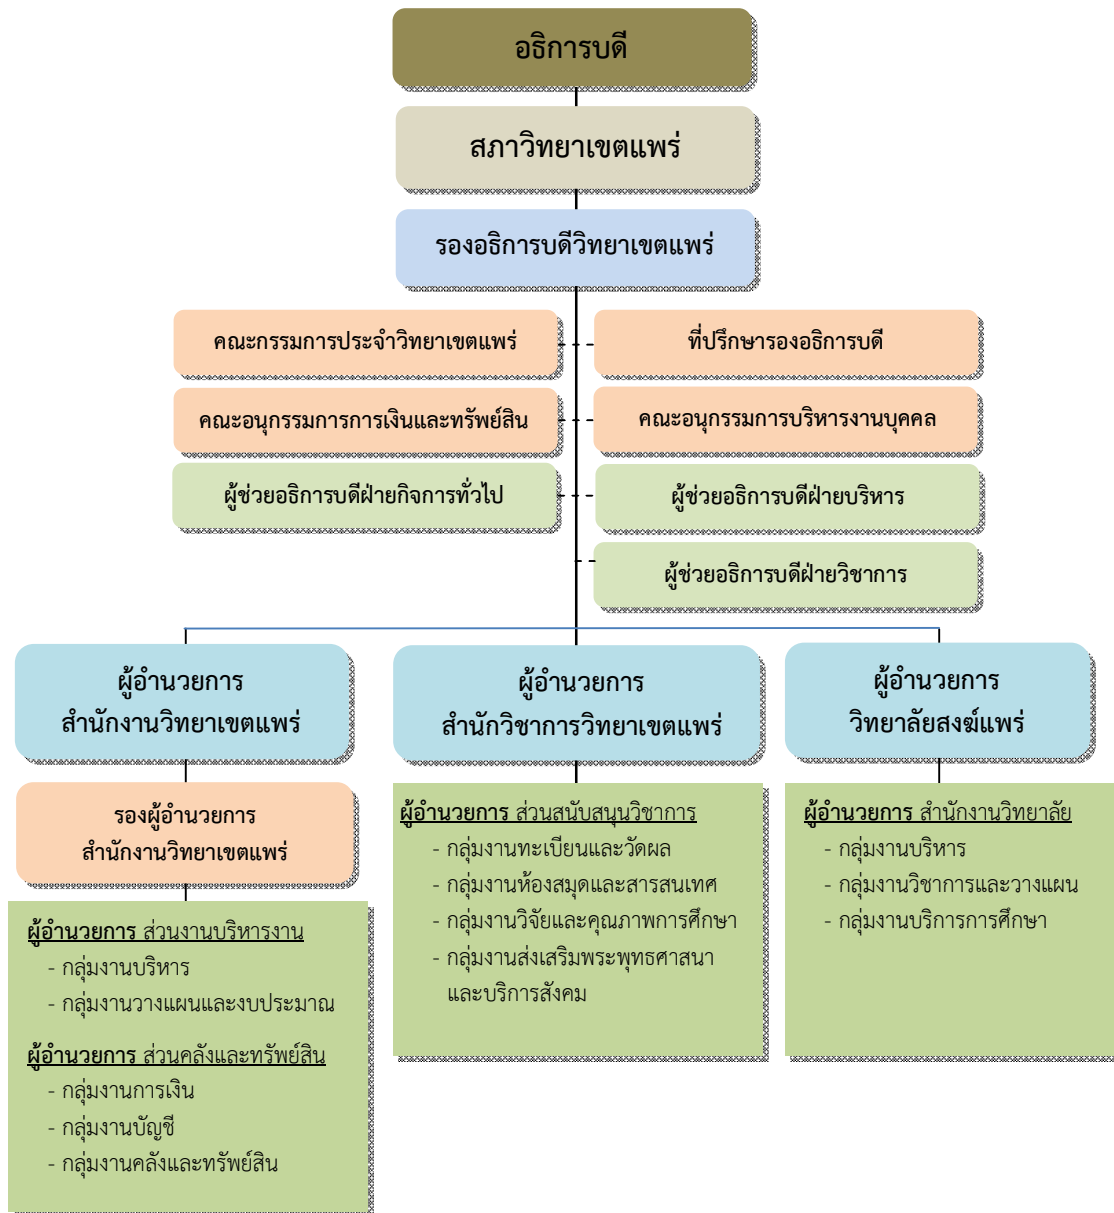 อธิการบดี
สภาวิทยาเขตแพร่
รองอธิการบดีวิทยาเขตแพร่
คณะกรรมการประจำวิทยาเขตแพร่
ที่ปรึกษารองอธิการบดี
คณะอนุกรรมการการเงินและทรัพย์สิน
คณะอนุกรรมการบริหารงานบุคคล
ผู้ช่วยอธิการบดีฝ่ายกิจการทั่วไป
ผู้ช่วยอธิการบดีฝ่ายบริหาร
ผู้ช่วยอธิการบดีฝ่ายวิชาการ
ผู้อำนวยการ
สำนักงานวิทยาเขตแพร่
รองผู้อำนวยการ
สำนักงานวิทยาเขตแพร่
ผู้อำนวยการ ส่วนงานบริหารงาน
- กลุ่มงานบริหาร
- กลุ่มงานวางแผนและงบประมาณ
ผู้อำนวยการ ส่วนคลังและทรัพย์สิน
- กลุ่มงานการเงิน
- กลุ่มงานบัญชี
- กลุ่มงานคลังและทรัพย์สิน
ผู้อำนวยการ
สำนักวิชาการวิทยาเขตแพร่
ผู้อำนวยการ ส่วนสนับสนุนวิชาการ
- กลุ่มงานทะเบียนและวัดผล
- กลุ่มงานห้องสมุดและสารสนเทศ
- กลุ่มงานวิจัยและคุณภาพการศึกษา
- กลุ่มงานส่งเสริมพระพุทธศาสนา
และบริการสังคม
ผู้อำนวยการ
วิทยาลัยสงฆ์แพร่
ผู้อำนวยการ สำนักงานวิทยาลัย
- กลุ่มงานบริหาร
- กลุ่มงานวิชาการและวางแผน
- กลุ่มงานบริการการศึกษา